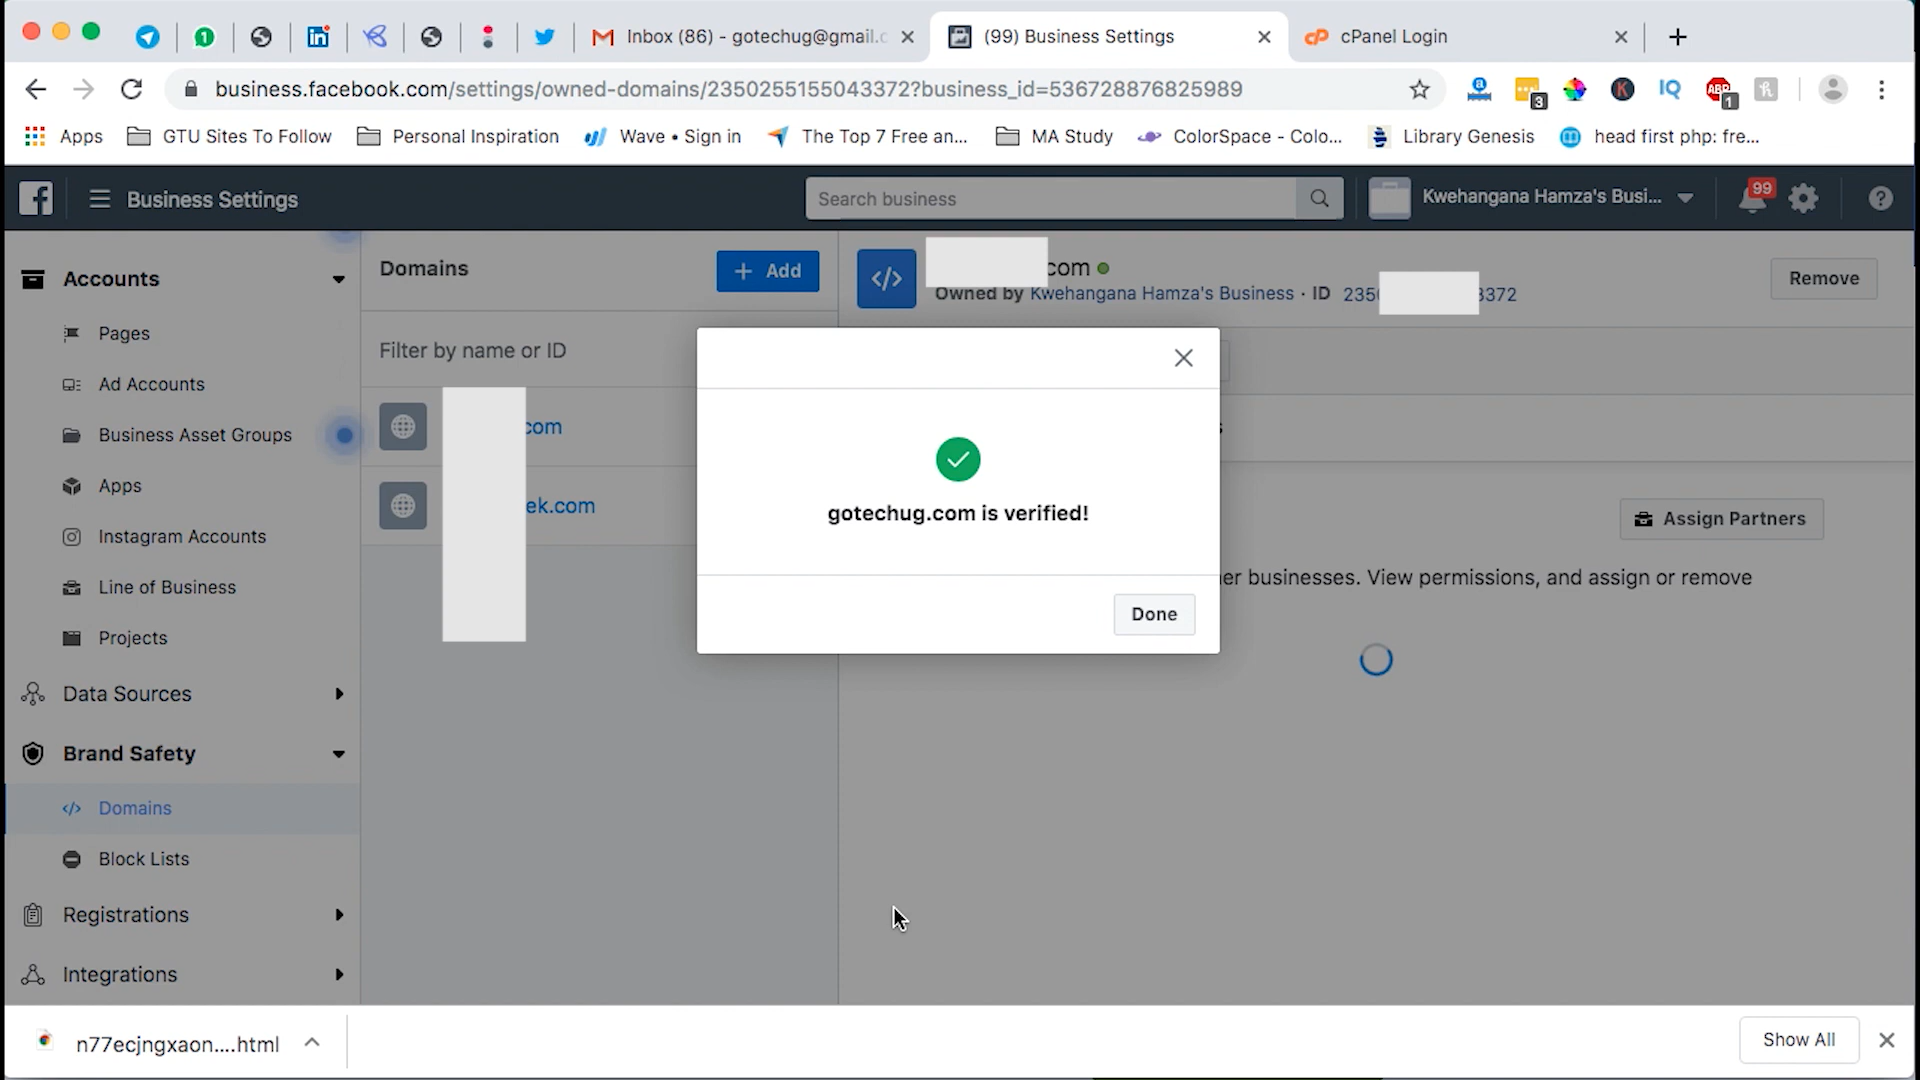 Inbox (86) - gotechug@gmail.c
(99) Business Settings
cPanel Login
business.facebook.com/settings/owned-domains/2350255155043372?business_id=536728876825989
3
K
IQ
ABP
1
Apps
GTU Sites To Follow
Personal Inspiration
Wave • Sign in
The Top 7 Free an...
MA Study
ColorSpace - Colo...
Library Genesis
head first php: fre...
Business Settings
Search business
Kwehangana Hamza's Busi...
99
Accounts
Domains
+ Add
com
Owned by Kwehangana Hamza's Business · ID 235
3372
Remove
Pages
Filter by name or ID
Ad Accounts
Business Asset Groups
com
Apps
ek.com
gotechug.com is verified!
Assign Partners
Instagram Accounts
Line of Business
er businesses. View permissions, and assign or remove
Done
Projects
Data Sources
Brand Safety
Domains
Block Lists
Registrations
Integrations
n77ecjngxaon....html
Show All